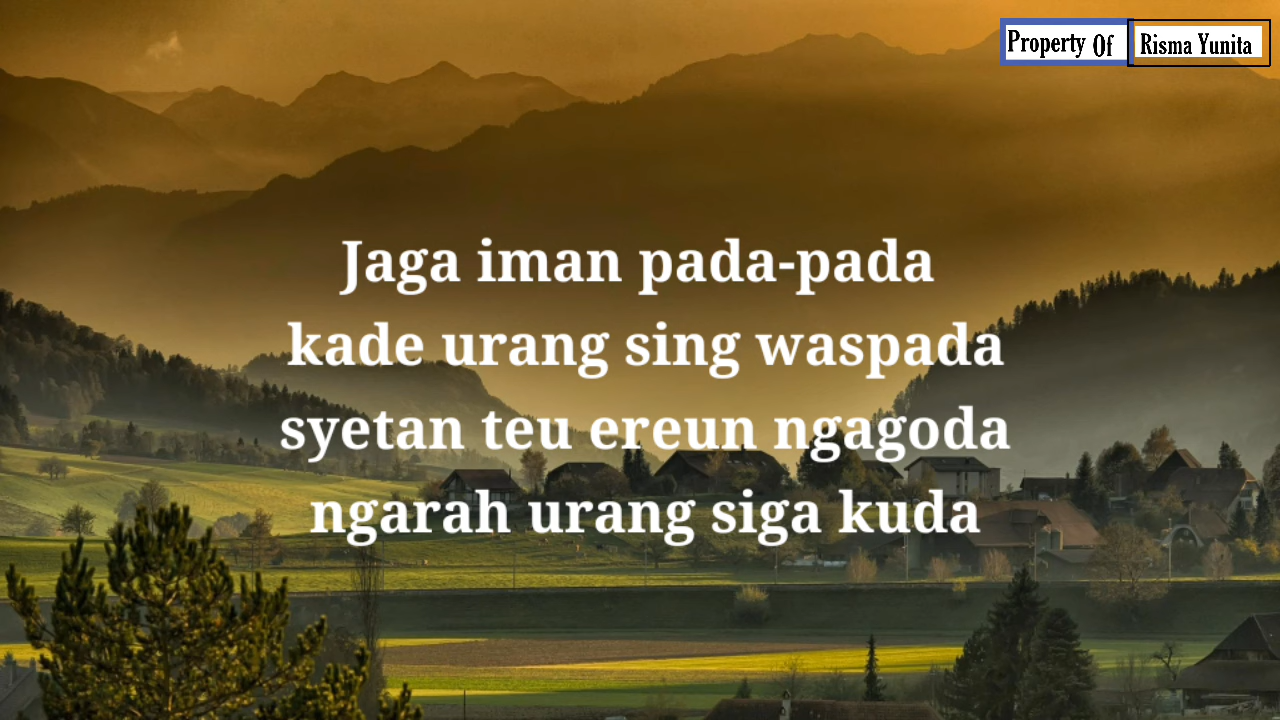 Property Of Risma Yunita
Jaga iman pada-pada
kade urang sing waspada
syetan teu ereun ngagoda
ngarah urang siga kuda